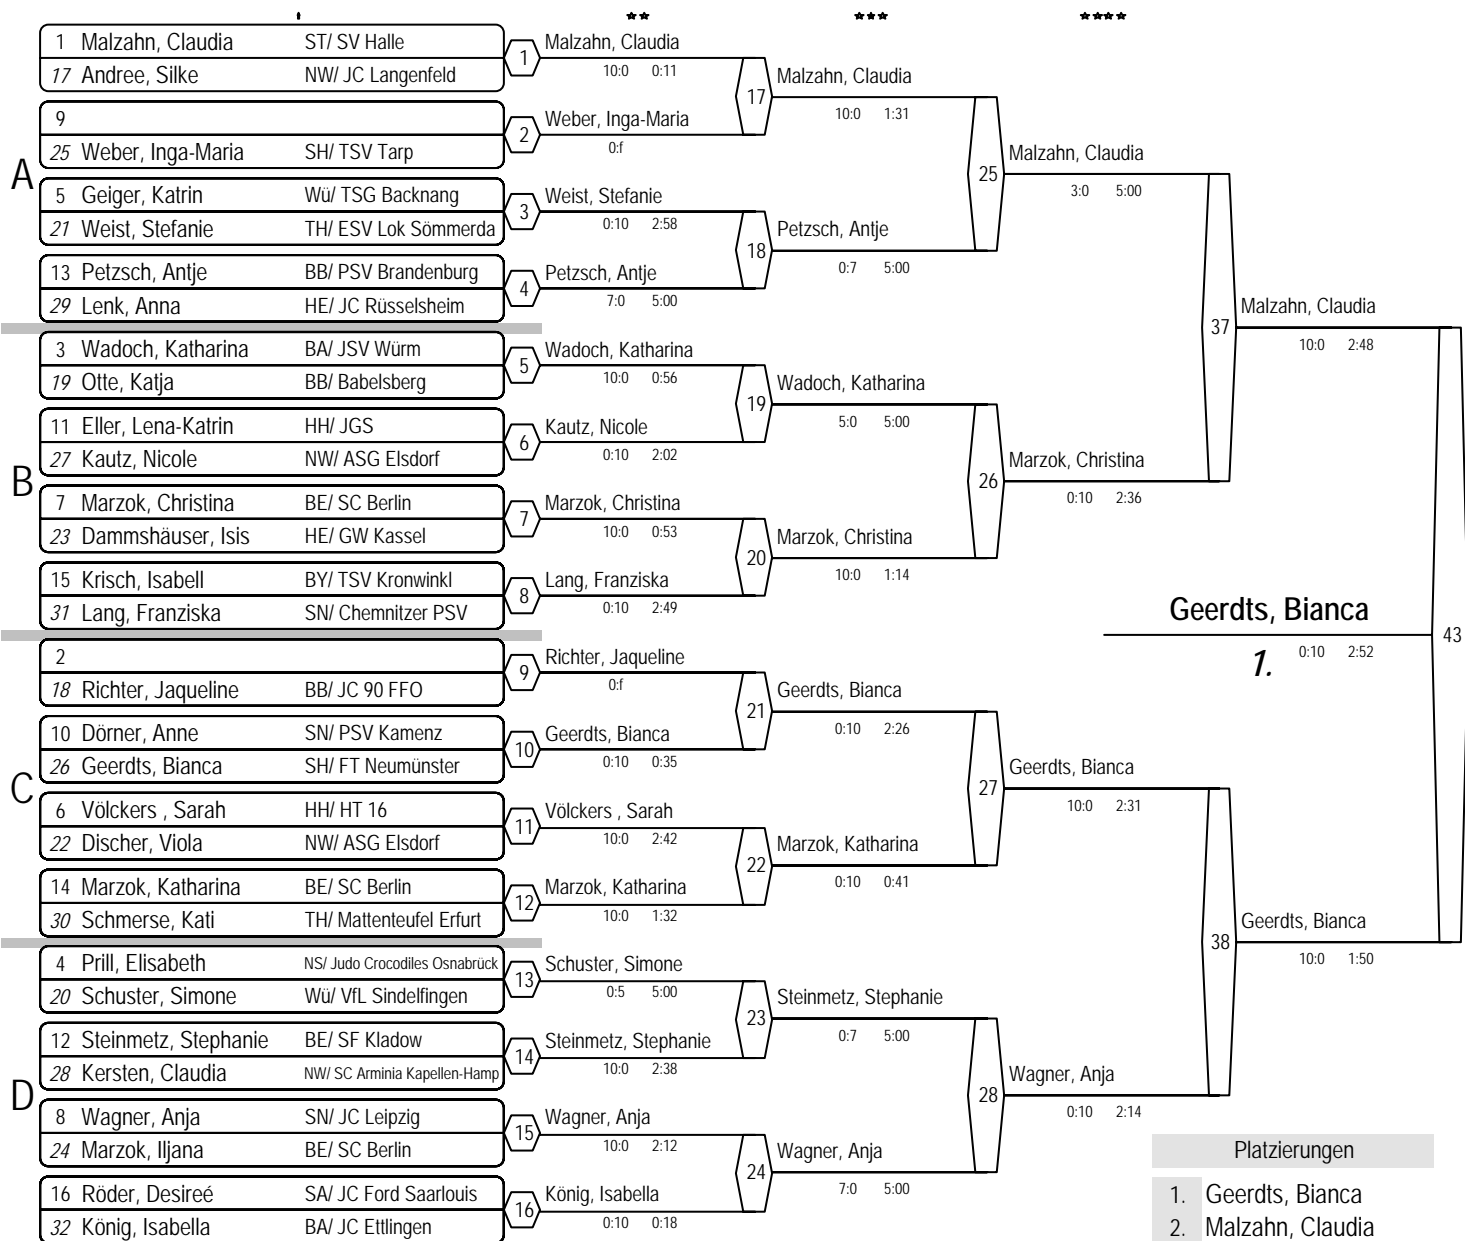 1 Malzahn, Claudia ST/ SV Halle
17 Andree, Silke NW/ JC Langenfeld
9
25 Weber, Inga-Maria SH/ TSV Tarp
A
5 Geiger, Katrin Wü/ TSG Backnang
21 Weist, Stefanie TH/ ESV Lok Sömmerda
13 Petzsch, Antje BB/ PSV Brandenburg
29 Lenk, Anna HE/ JC Rüsselsheim
3 Wadoch, Katharina BA/ JSV Würm
19 Otte, Katja BB/ Babelsberg
11 Eller, Lena-Katrin HH/ JGS
27 Kautz, Nicole NW/ ASG Elsdorf
B
7 Marzok, Christina BE/ SC Berlin
23 Dammshäuser, Isis HE/ GW Kassel
15 Krisch, Isabell BY/ TSV Kronwinkl
31 Lang, Franziska SN/ Chemnitzer PSV
2
18 Richter, Jaqueline BB/ JC 90 FFO
10 Dörner, Anne SN/ PSV Kamenz
26 Geerdts, Bianca SH/ FT Neumünster
C
6 Völckers , Sarah HH/ HT 16
22 Discher, Viola NW/ ASG Elsdorf
14 Marzok, Katharina BE/ SC Berlin
30 Schmerse, Kati TH/ Mattenteufel Erfurt
4 Prill, Elisabeth NS/ Judo Crocodiles Osnabrück
20 Schuster, Simone Wü/ VfL Sindelfingen
12 Steinmetz, Stephanie BE/ SF Kladow
28 Kersten, Claudia NW/ SC Arminia Kapellen-Hamp
D
8 Wagner, Anja SN/ JC Leipzig
24 Marzok, Iljana BE/ SC Berlin
16 Röder, Desireé SA/ JC Ford Saarlouis
32 König, Isabella BA/ JC Ettlingen
1 Malzahn, Claudia
10:0 0:11
2 Weber, Inga-Maria
0:f
3 Weist, Stefanie
0:10 2:58
4 Petzsch, Antje
7:0 5:00
5 Wadoch, Katharina
10:0 0:56
6 Kautz, Nicole
0:10 2:02
7 Marzok, Christina
10:0 0:53
8 Lang, Franziska
0:10 2:49
9 Richter, Jaqueline
0:f
10 Geerdts, Bianca
0:10 0:35
11 Völckers , Sarah
10:0 2:42
12 Marzok, Katharina
10:0 1:32
13 Schuster, Simone
0:5 5:00
14 Steinmetz, Stephanie
10:0 2:38
15 Wagner, Anja
10:0 2:12
16 König, Isabella
0:10 0:18
17 Malzahn, Claudia
10:0 1:31
18 Petzsch, Antje
0:7 5:00
19 Wadoch, Katharina
5:0 5:00
20 Marzok, Christina
10:0 1:14
21 Geerdts, Bianca
0:10 2:26
22 Marzok, Katharina
0:10 0:41
23 Steinmetz, Stephanie
0:7 5:00
24 Wagner, Anja
7:0 5:00
25 Malzahn, Claudia
3:0 5:00
26 Marzok, Christina
0:10 2:36
27 Geerdts, Bianca
10:0 2:31
28 Wagner, Anja
0:10 2:14
37 Malzahn, Claudia
10:0 2:48
38 Geerdts, Bianca
10:0 1:50
Geerdts, Bianca
43
1. 0:10 2:52
Platzierungen
1. Geerdts, Bianca
2. Malzahn, Claudia